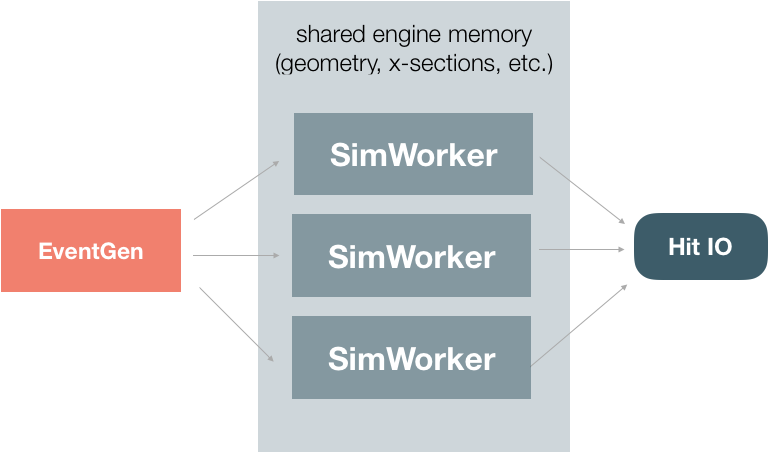 shared engine memory
(geometry, x-sections, etc.)
SimWorker
EventGen
SimWorker
Hit IO
SimWorker